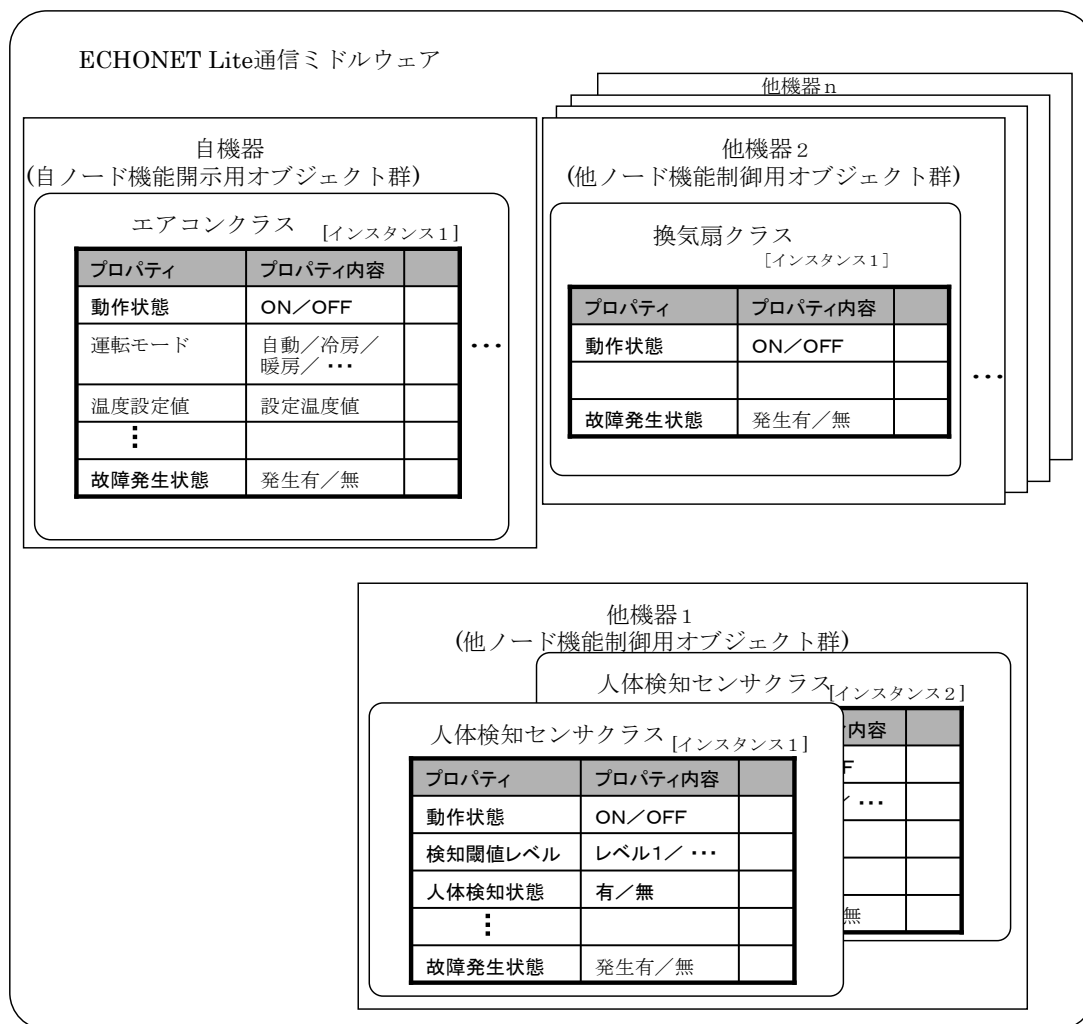 ECHONET Lite通信ミドルウェア
他機器n
自機器
(自ノード機能開示用オブジェクト群)
エアコンクラス [インスタンス1]
プロパティ プロパティ内容
動作状態 ON/OFF
運転モード 自動/冷房/
暖房/ ・・・
温度設定値 設定温度値
⋮
故障発生状態 発生有/無
・・・
他機器2
(他ノード機能制御用オブジェクト群)
換気扇クラス
[インスタンス1]
プロパティ プロパティ内容
動作状態 ON/OFF
故障発生状態 発生有/無
・・・
他機器1
(他ノード機能制御用オブジェクト群)
人体検知センサクラス [インスタンス2]
内容
・・・
無
人体検知センサクラス [インスタンス1]
プロパティ プロパティ内容
動作状態 ON/OFF
検知閾値レベル レベル1/ ・・・
人体検知状態 有/無
⋮
故障発生状態 発生有/無